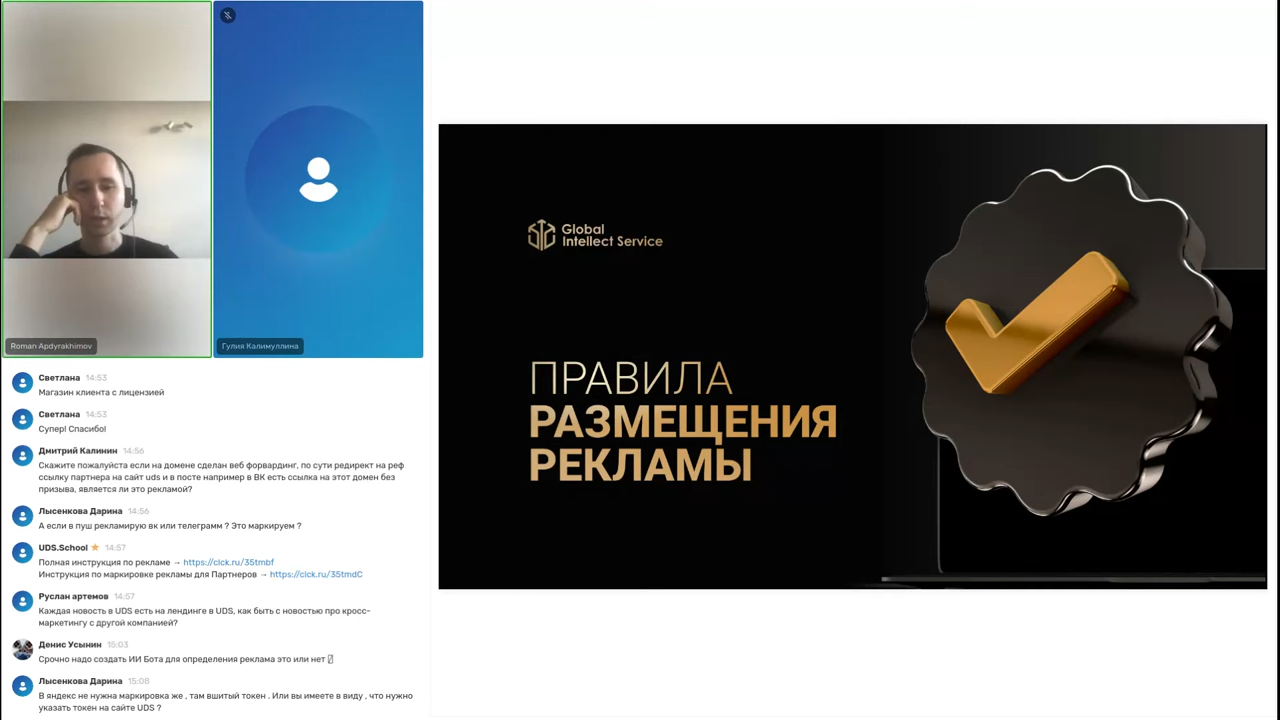 Roman Apdyrakhimov
Гулия Калимуллина
Светлана 14:53
Магазин клиента с лицензией
Светлана 14:53
Супер! Спасибо!
Дмитрий Калинин 14:56
Скажите пожалуйста если на домене сделан веб форвардинг, по сути редирект на реф
ссылку партнера на сайт uds и в посте например в ВК есть ссылка на этот домен без
призыва, является ли это рекламой?
Лысенкова Дарина 14:56
А если в пуш рекламирую вк или телеграмм ? Это маркируем ?
UDS.School 14:57
Полная инструкция по рекламе → https://clck.ru/35tmbf
Инструкция по маркировке рекламы для Партнеров → https://clck.ru/35tmdC
Руслан артемов 14:57
Каждая новость в UDS есть на лендинге в UDS, как быть с новостью про кросс-
маркетингу с другой компанией?
Денис Усынин 15:03
Срочно надо создать ИИ Бота для определения реклама это или нет
Лысенкова Дарина 15:08
В яндекс не нужна маркировка же , там вшитый токен . Или вы имеете в виду , что нужно
указать токен на сайте UDS ?
Global
Intellect Service
ПРАВИЛА
РАЗМЕЩЕНИЯ
РЕКЛАМЫ